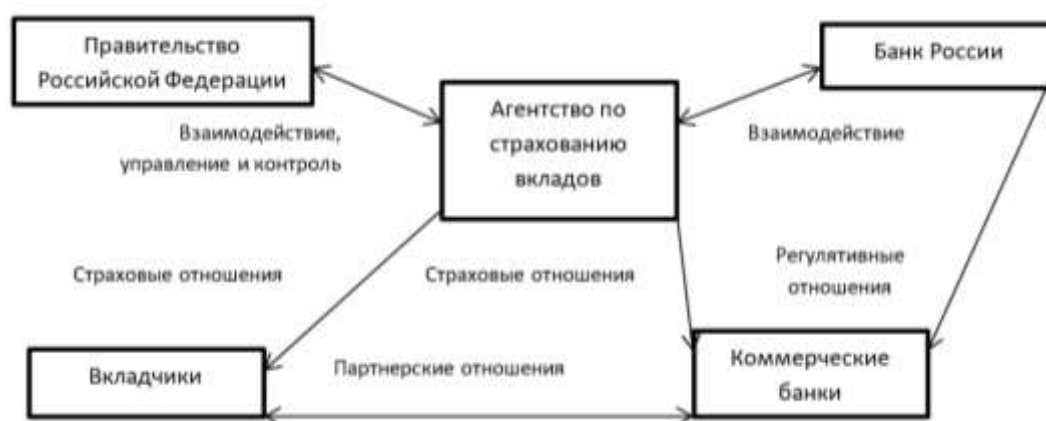 Правительство
Российской Федерации
Банк России
Агентство по
страхованию
вкладов
Взаимодействие,
управление и контроль
Взаимодействие
Страховые отношения
Страховые отношения
Регулятивные
отношения
Вкладчики
Партнерские отношения
Коммерческие
банки